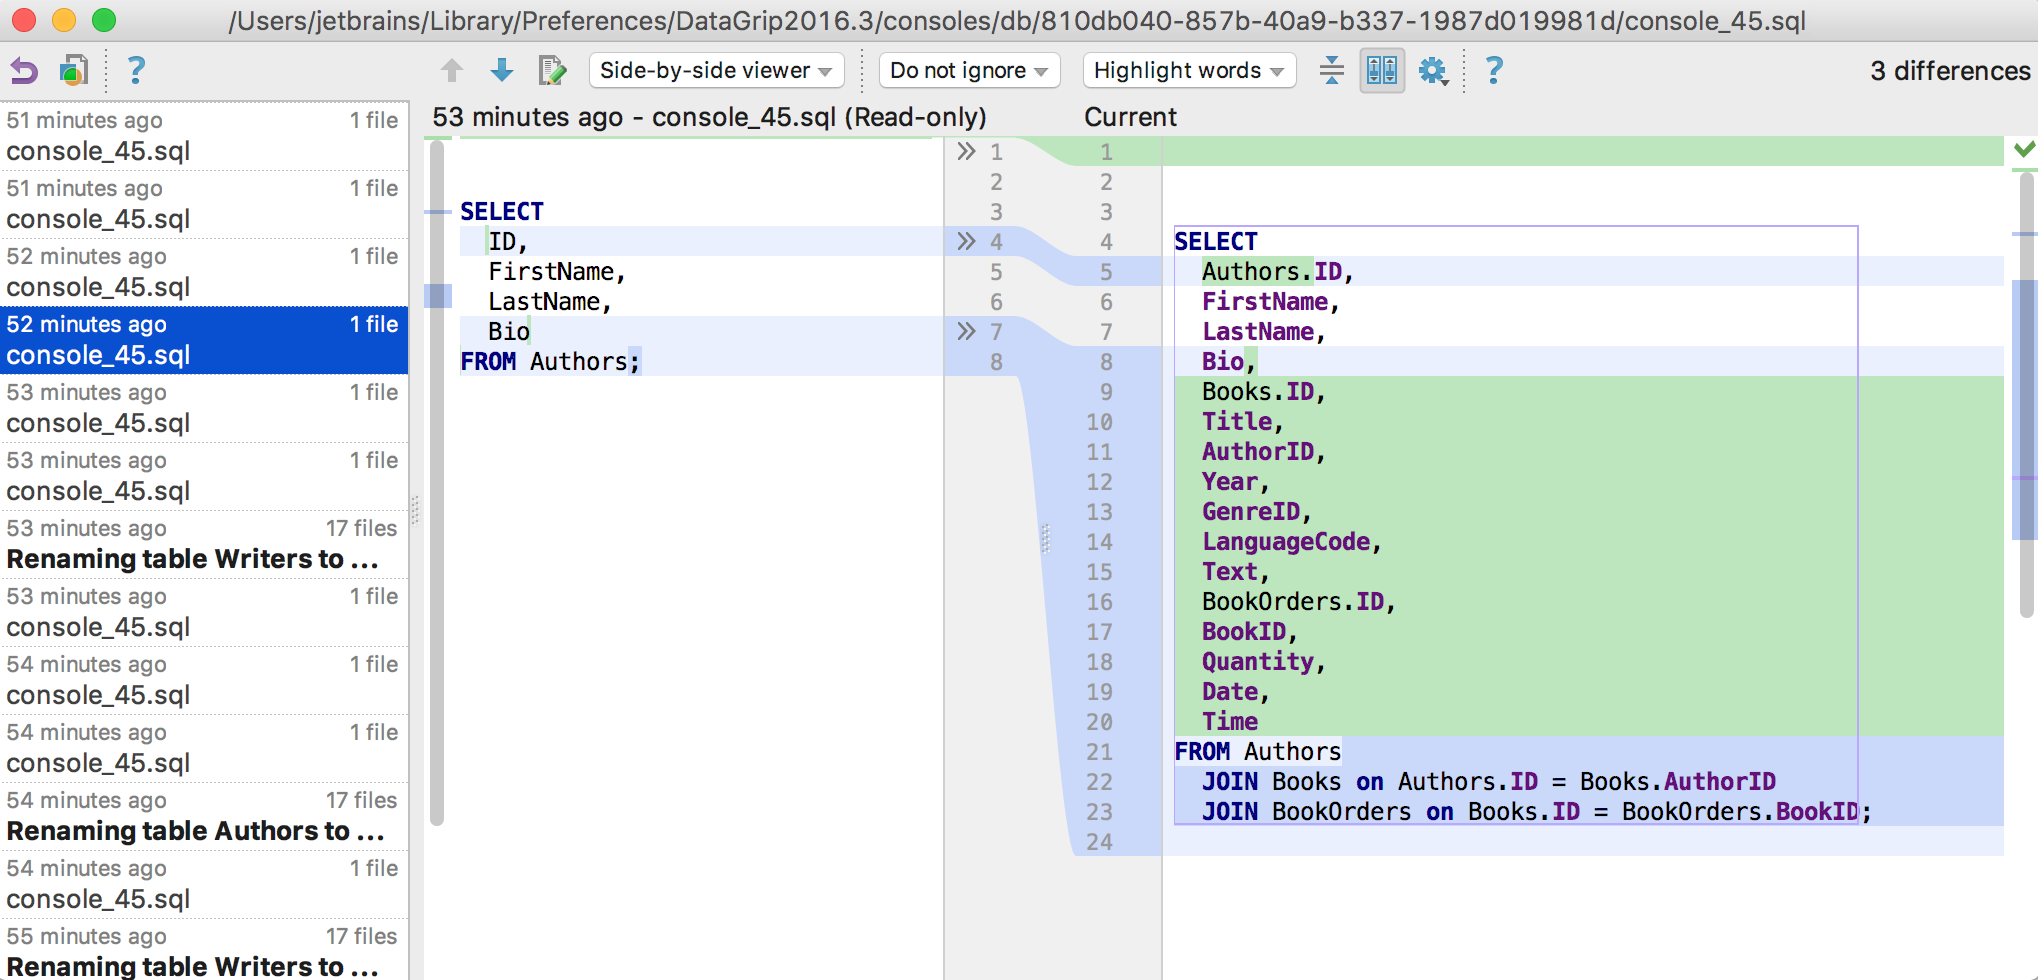 /Users/jetbrains/Library/Preferences/DataGrip2016.3/consoles/db/810db040-857b-40a9-b337-1987d019981d/console_45.sql
? Side-by-side viewer Do not ignore Highlight words ? 3 differences
51 minutes ago 1 file
console_45.sql
51 minutes ago 1 file
console_45.sql
52 minutes ago 1 file
console_45.sql
52 minutes ago 1 file
console_45.sql
53 minutes ago 1 file
console_45.sql
53 minutes ago 1 file
console_45.sql
53 minutes ago 17 files
Renaming table Writers to ...
53 minutes ago 1 file
console_45.sql
54 minutes ago 1 file
console_45.sql
54 minutes ago 1 file
console_45.sql
54 minutes ago 17 files
Renaming table Authors to ...
54 minutes ago 1 file
console_45.sql
55 minutes ago 17 files
Renaming table Writers to ...
53 minutes ago - console_45.sql (Read-only)
1
2
SELECT 3
ID, 4
FirstName, 5
LastName, 6
Bio 7
FROM Authors; 8
Current
1
2
3
4 SELECT
5 Authors.ID,
6 FirstName,
7 LastName,
8 Bio,
9 Books.ID,
10 Title,
11 AuthorID,
12 Year,
13 GenreID,
14 LanguageCode,
15 Text,
16 BookOrders.ID,
17 BookID,
18 Quantity,
19 Date,
20 Time
21 FROM Authors
22 JOIN Books on Authors.ID = Books.AuthorID
23 JOIN BookOrders on Books.ID = BookOrders.BookID;
24